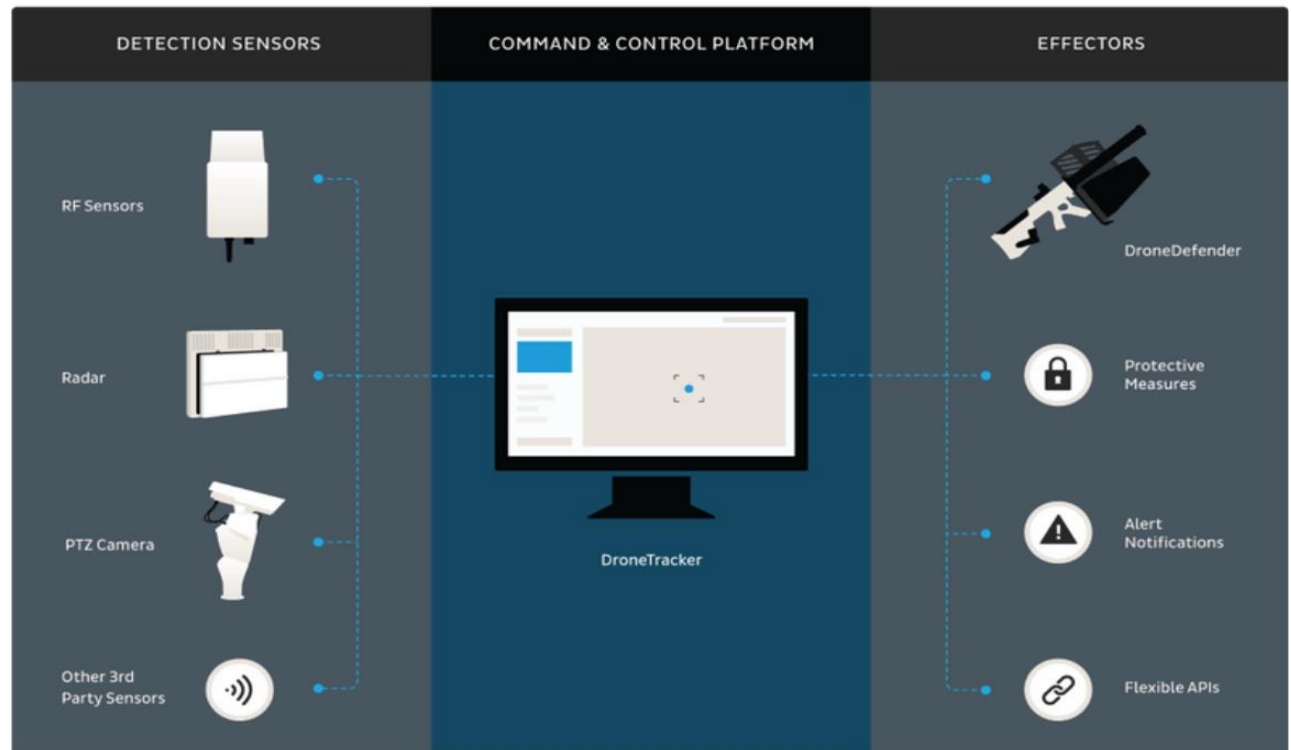 DETECTION SENSORS
COMMAND & CONTROL PLATFORM
EFFECTORS
RF Sensors
Radar
PTZ Camera
Other 3rd
Party Sensors
DroneTracker
DroneDefender
Protective
Measures
Alert
Notifications
Flexible APIs